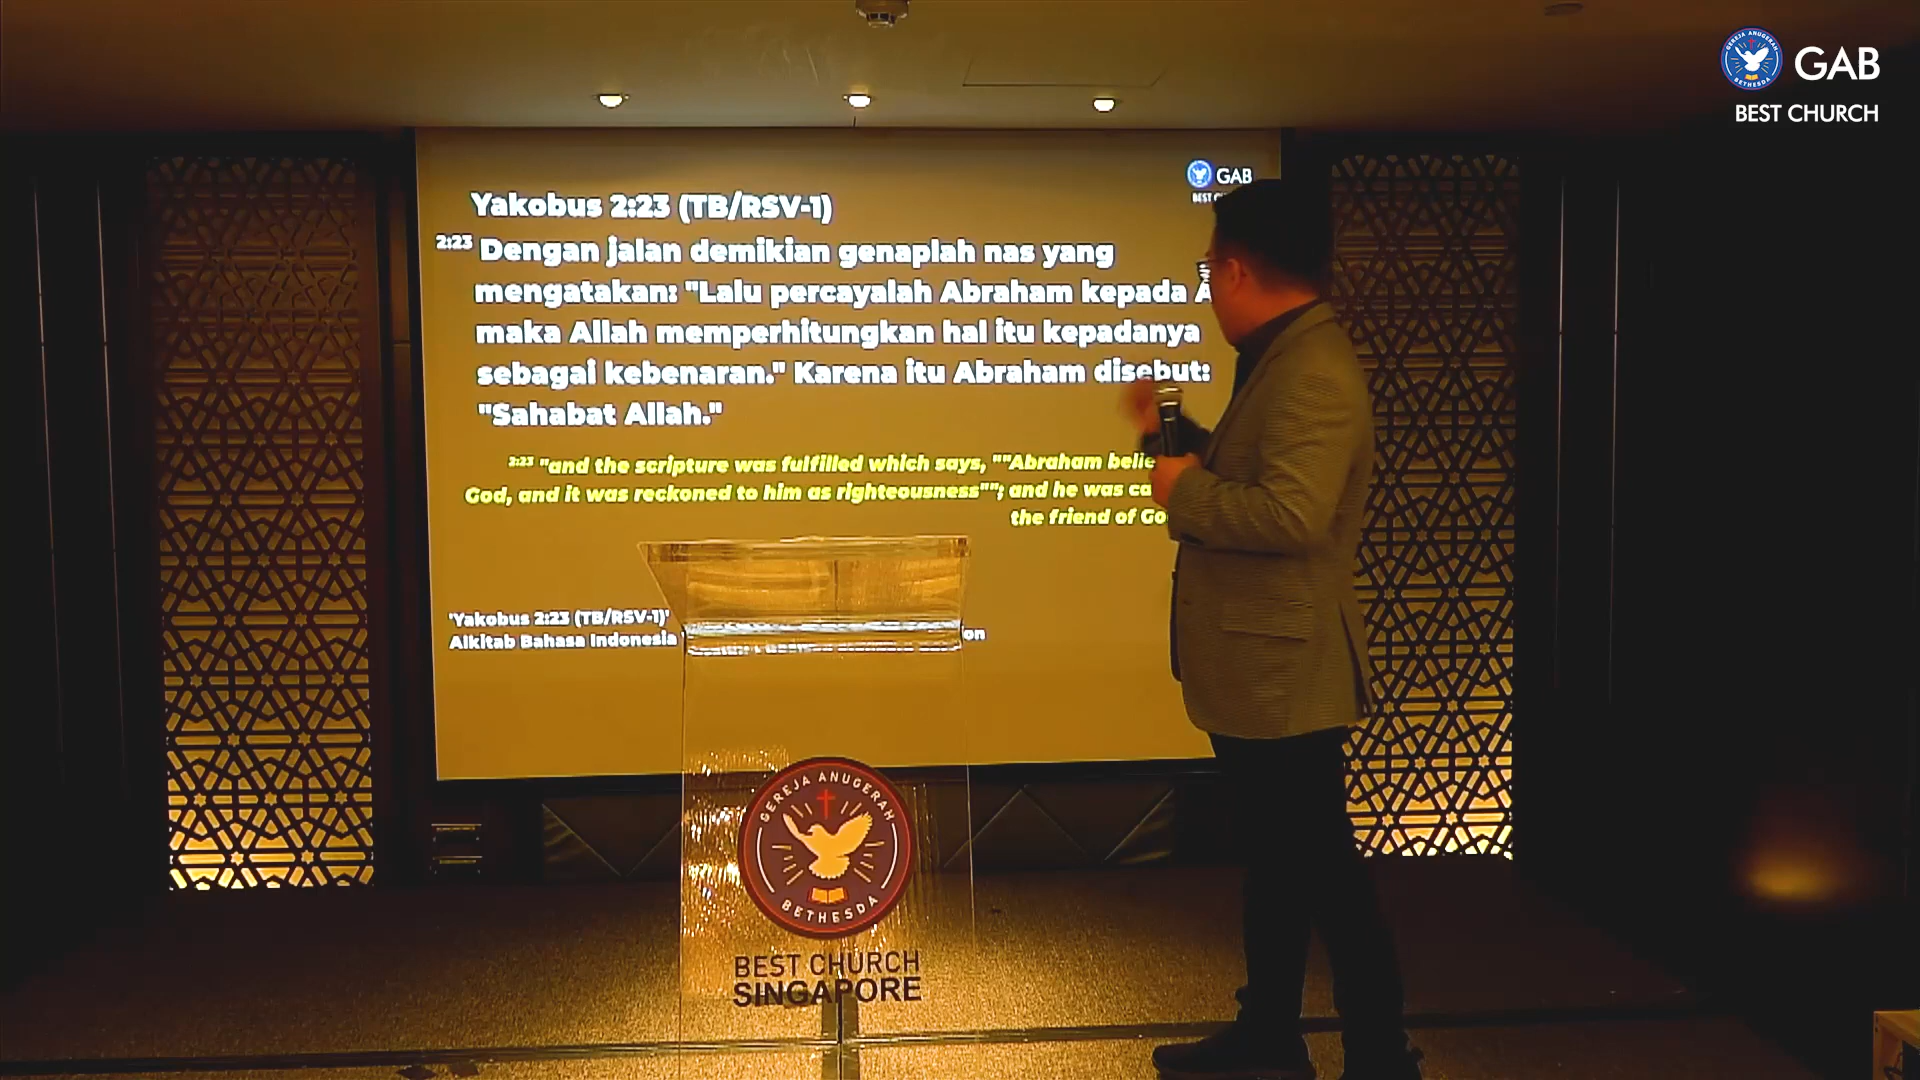 GEREJA ANUGERAH
BETHESDA
GAB
BEST CHURCH
GAB
BEST
Yakobus 2:23 (TB/RSV-1)
2:23 Dengan jalan demikian genaplah nas yang
mengatakan: "Lalu percayalah Abraham kepada
maka Allah memperhitungkan hal itu kepadanya
sebagai kebenaran." Karena itu Abraham disebut:
"Sahabat Allah."
2:23 "and the scripture was fulfilled which says, ""Abraham
God, and it was reckoned to him as righteousness""; and he was
the friend of
'Yakobus 2:23 (TB/RSV-1)'
Alkitab Bahasa Indonesia
GEREJA ANUGERAH
BETHESDA
BEST CHURCH
SINGAPORE